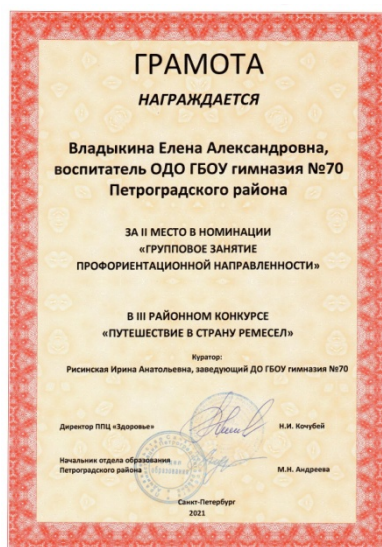 ГРАМОТА
НАГРАЖДАЕТСЯ
Владыкина Елена Александровна,
воспитатель ОДО ГБОУ гимназия №70
Петроградского района
ЗА II МЕСТО В НОМИНАЦИИ
«ГРУППОВОЕ ЗАНЯТИЕ
ПРОФОРИЕНТАЦИОННОЙ НАПРАВЛЕННОСТИ»
В III РАЙОННОМ КОНКУРСЕ
«ПУТЕШЕСТВИЕ В СТРАНУ РЕМЕСЕЛ»
Куратор:
Рисинская Ирина Анатольевна, заведующий ДО ГБОУ гимназия №70
Директор ППЦ «Здоровье» Н.И. Кочубей
Начальник отдела образования
Петроградского района М.Н. Андреева
Санкт-Петербург
2021